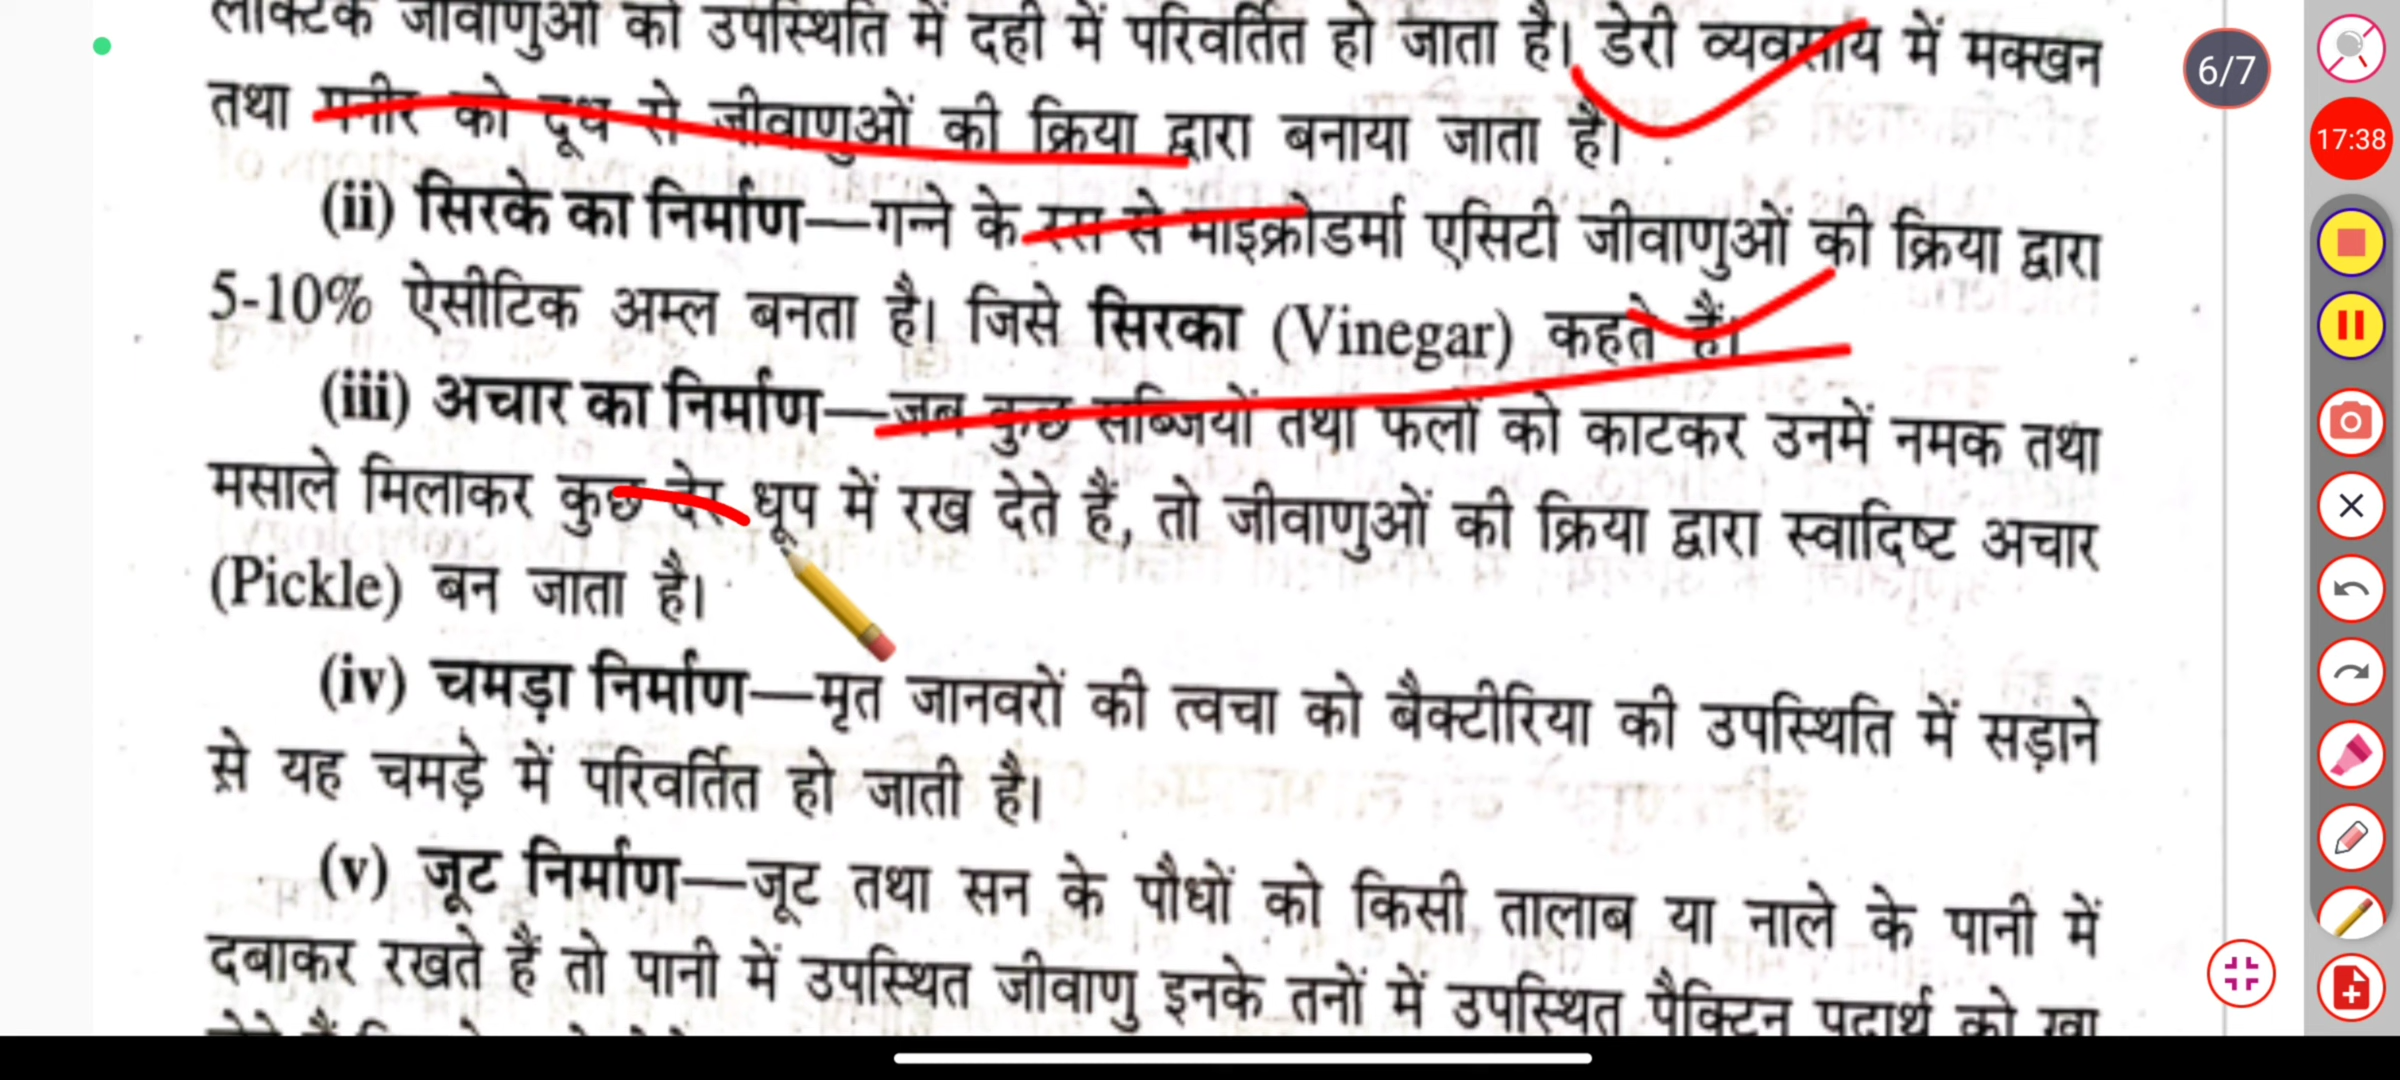 लैक्टिक जीवाणुओं की उपस्थिति में दही में परिवर्तित हो जाता है। डेरी व्यवसाय में मक्खन
6/7
17:38
तथा पनीर को दूध से जीवाणुओं की क्रिया द्वारा बनाया जाता है।
(ii) सिरके का निर्माण—गन्ने के रस से माइक्रोडर्मा एसिटी जीवाणुओं की क्रिया द्वारा
5-10% ऐसीटिक अम्ल बनता है। जिसे सिरका (Vinegar) कहते हैं।
(iii) अचार का निर्माण—जब कुछ सब्जियों तथा फलों को काटकर उनमें नमक तथा
मसाले मिलाकर कुछ देर धूप में रख देते हैं, तो जीवाणुओं की क्रिया द्वारा स्वादिष्ट अचार
(Pickle) बन जाता है।
(iv) चमड़ा निर्माण—मृत जानवरों की त्वचा को बैक्टीरिया की उपस्थिति में सड़ाने
से यह चमड़े में परिवर्तित हो जाती है।
(v) जूट निर्माण—जूट तथा सन के पौधों को किसी तालाब या नाले के पानी में
दबाकर रखते हैं तो पानी में उपस्थित जीवाणु इनके तनों में उपस्थित पैक्टिन पदार्थ को खा